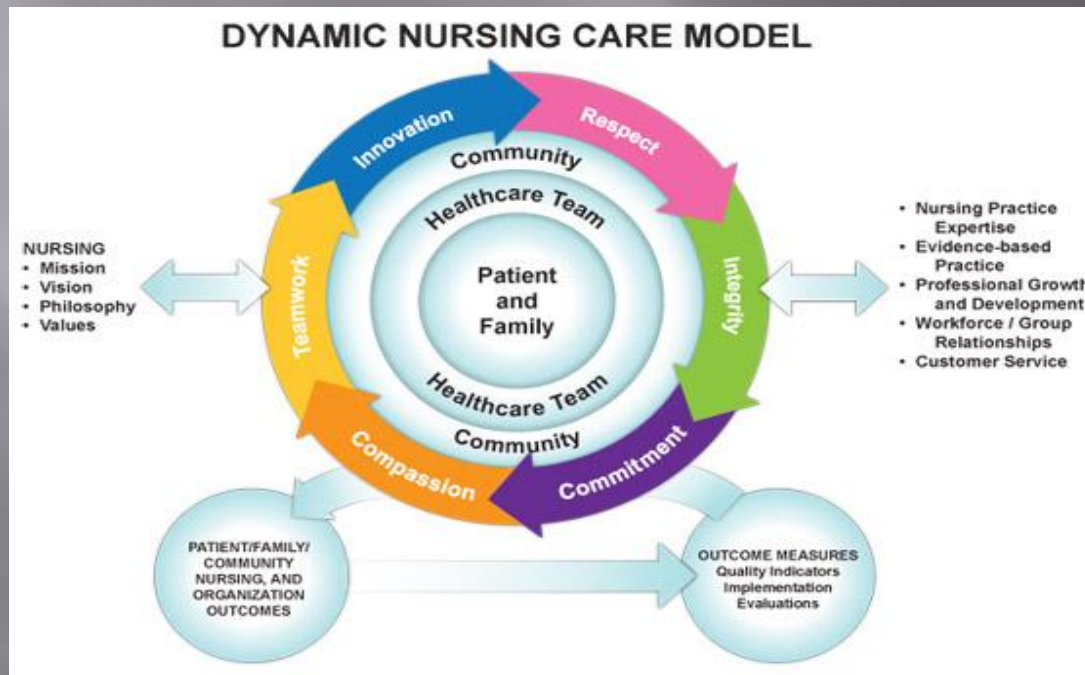 DYNAMIC NURSING CARE MODEL
Innovation
Respect
Community
Healthcare Team
NURSING
• Mission
• Vision
• Philosophy
• Values
Teamwork
Patient
and
Family
Integrity
• Nursing Practice
Expertise
• Evidence-based
Practice
• Professional Growth
and Development
• Workforce / Group
Relationships
• Customer Service
Healthcare Team
Community
Compassion
Commitment
PATIENT/FAMILY/
COMMUNITY
NURSING, AND
ORGANIZATION
OUTCOMES
OUTCOME MEASURES
Quality Indicators
Implementation
Evaluations